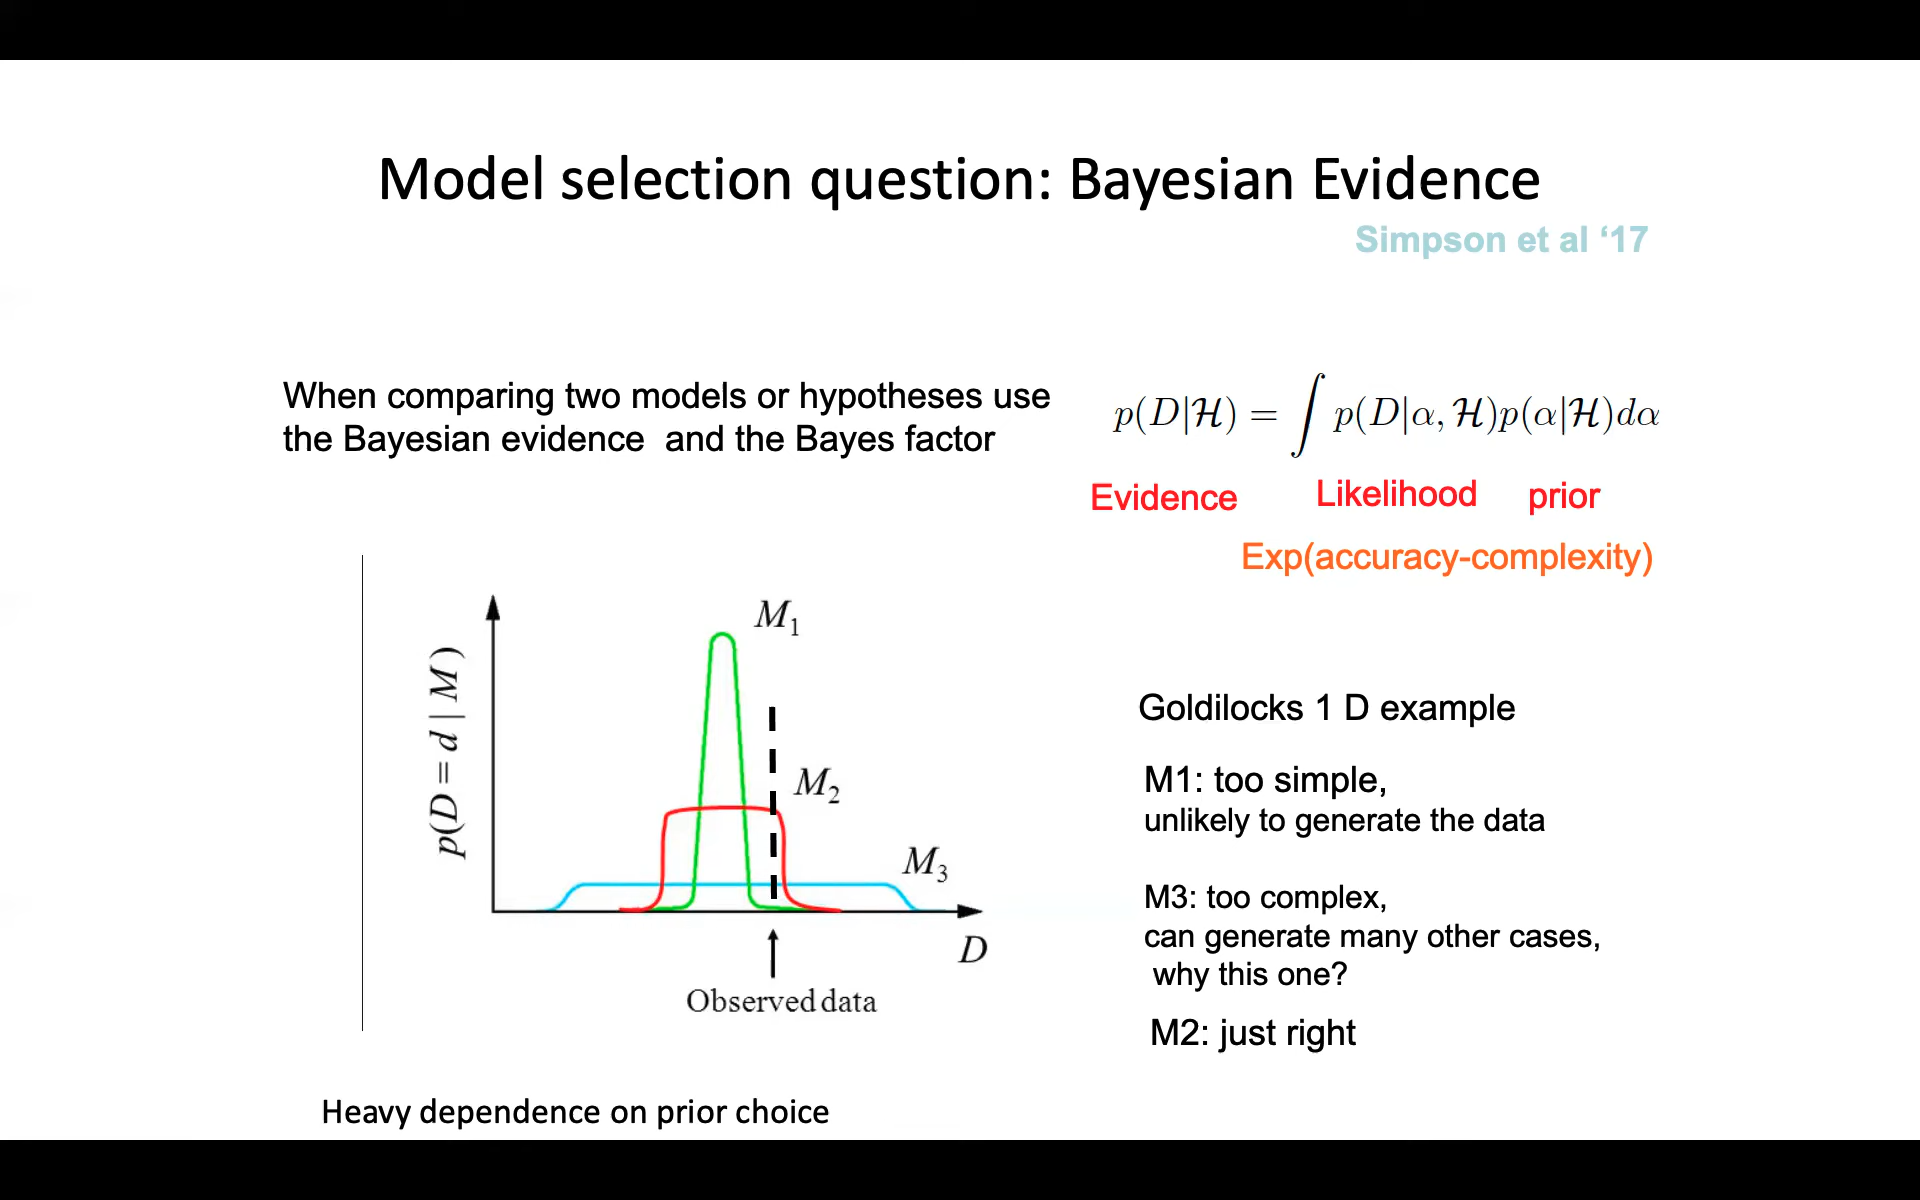 Model selection question: Bayesian Evidence
Simpson et al ‘17
When comparing two models or hypotheses use
the Bayesian evidence  and the Bayes factor
p(D|ℋ) = ∫ p(D|α, ℋ)p(α|ℋ)dα
Evidence Likelihood prior
Exp(accuracy-complexity)
p(D = d | M)
M₁
M₂
M₃
D
Observed data
Goldilocks 1 D example
M1: too simple,
unlikely to generate the data
M3: too complex,
can generate many other cases,
why this one?
M2: just right
Heavy dependence on prior choice